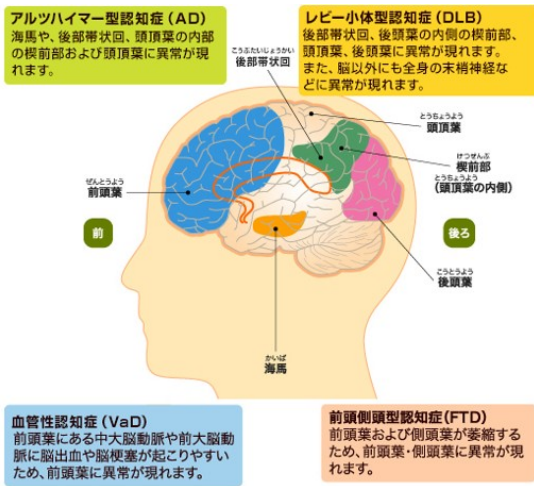 アルツハイマー型認知症(AD)
海馬や、後部帯状回、頭頂葉の内部
の楔前部および頭頂葉に異常が現
れます。
レビー小体型認知症(DLB)
後部帯状回、後頭葉の内側の楔前部、
頭頂葉、後頭葉に異常が現れます。
また、脳以外にも全身の末梢神経な
どに異常が現れます。
こうぶたいじょうかい
後部帯状回
とうちょうよう
頭頂葉
けつぜんぶ
楔前部
とうちょうよう
(頭頂葉の内側)
ぜんとうよう
前頭葉
前
後ろ
こうとうよう
後頭葉
かいば
海馬
血管性認知症(VaD)
前頭葉にある中大脳動脈や前大脳動
脈に脳出血や脳梗塞が起こりやすい
ため、前頭葉に異常が現れます。
前頭側頭型認知症(FTD)
前頭葉および側頭葉が萎縮する
ため、前頭葉・側頭葉に異常が現
れます。